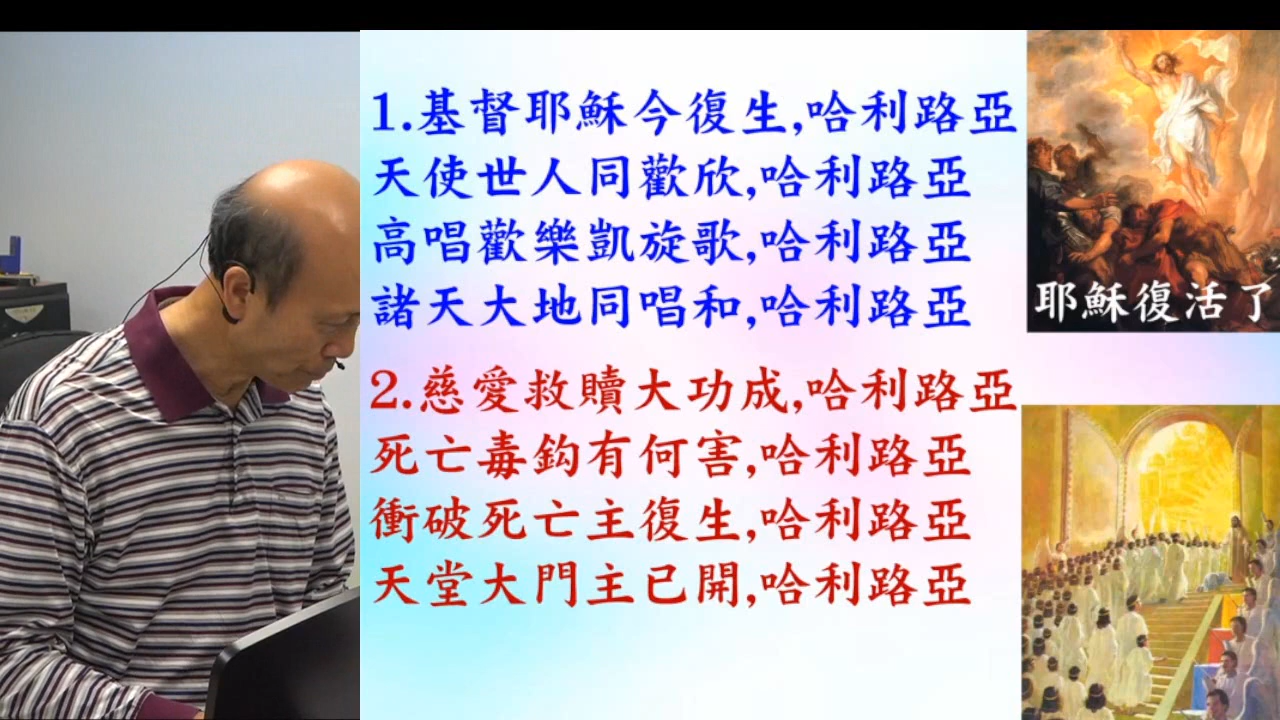 1.基督耶穌今復生,哈利路亞
天使世人同歡欣,哈利路亞
高唱歡樂凱旋歌,哈利路亞
諸天大地同唱和,哈利路亞
2.慈愛救贖大功成,哈利路亞
死亡毒鈎有何害,哈利路亞
衝破死亡主復生,哈利路亞
天堂大門主已開,哈利路亞
耶穌復活了